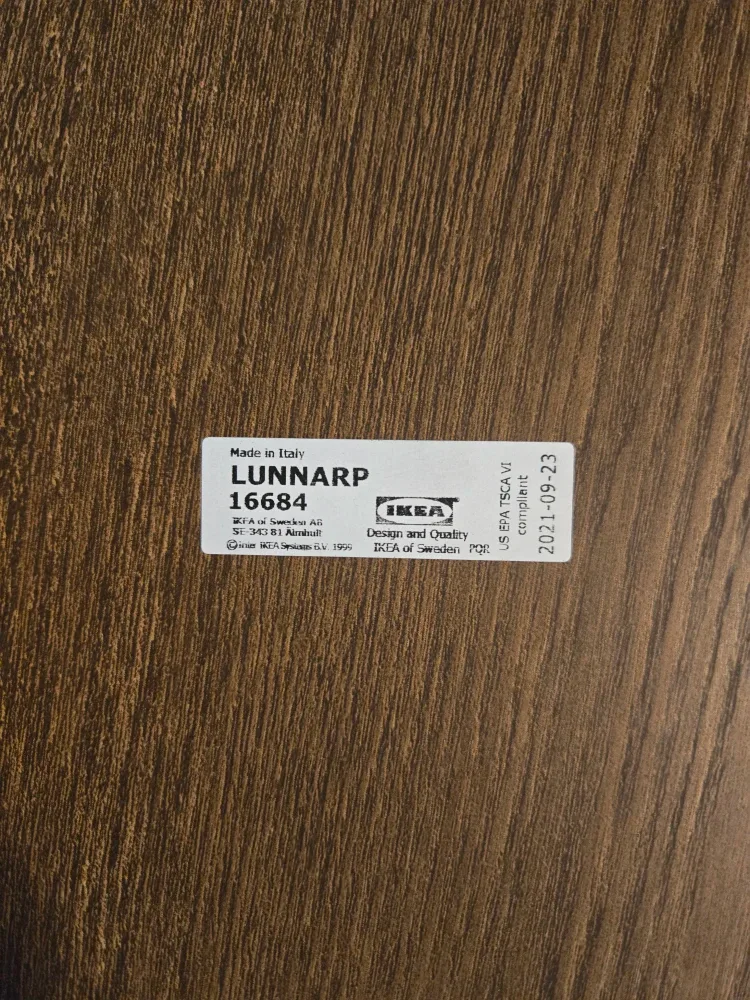 Made in Italy
LUNNARP
16684
IKEA of Sweden AB
SE-343 81 Älmhult
© Inter IKEA Systems B.V. 1999
IKEA
Design and Quality
IKEA of Sweden PQR
US EPA TSCA VI
compliant
2021-09-23